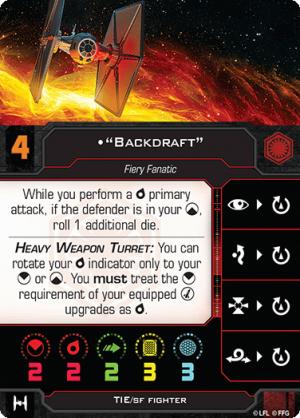 4
•“BACKDRAFT”
Fiery Fanatic
While you perform a primary
attack, if the defender is in your ,
roll 1 additional die.
HEAVY WEAPON TURRET: You can
rotate your indicator only to your
or . You must treat the
requirement of your equipped
upgrades as .
2 2 2 3 3
TIE/SF FIGHTER
©LFL ©FFG